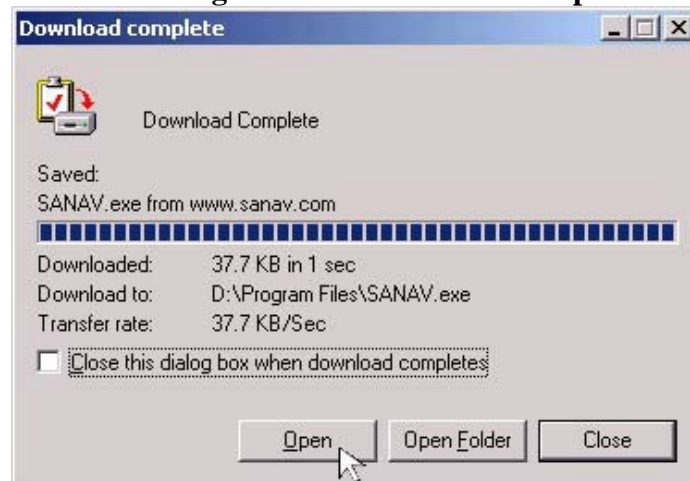 Download complete
Download Complete
Saved:
SANAV.exe from www.sanav.com
Downloaded: 37.7 KB in 1 sec
Download to: D:\Program Files\SANAV.exe
Transfer rate: 37.7 KB/Sec
Close this dialog box when download completes
Open Open Folder Close